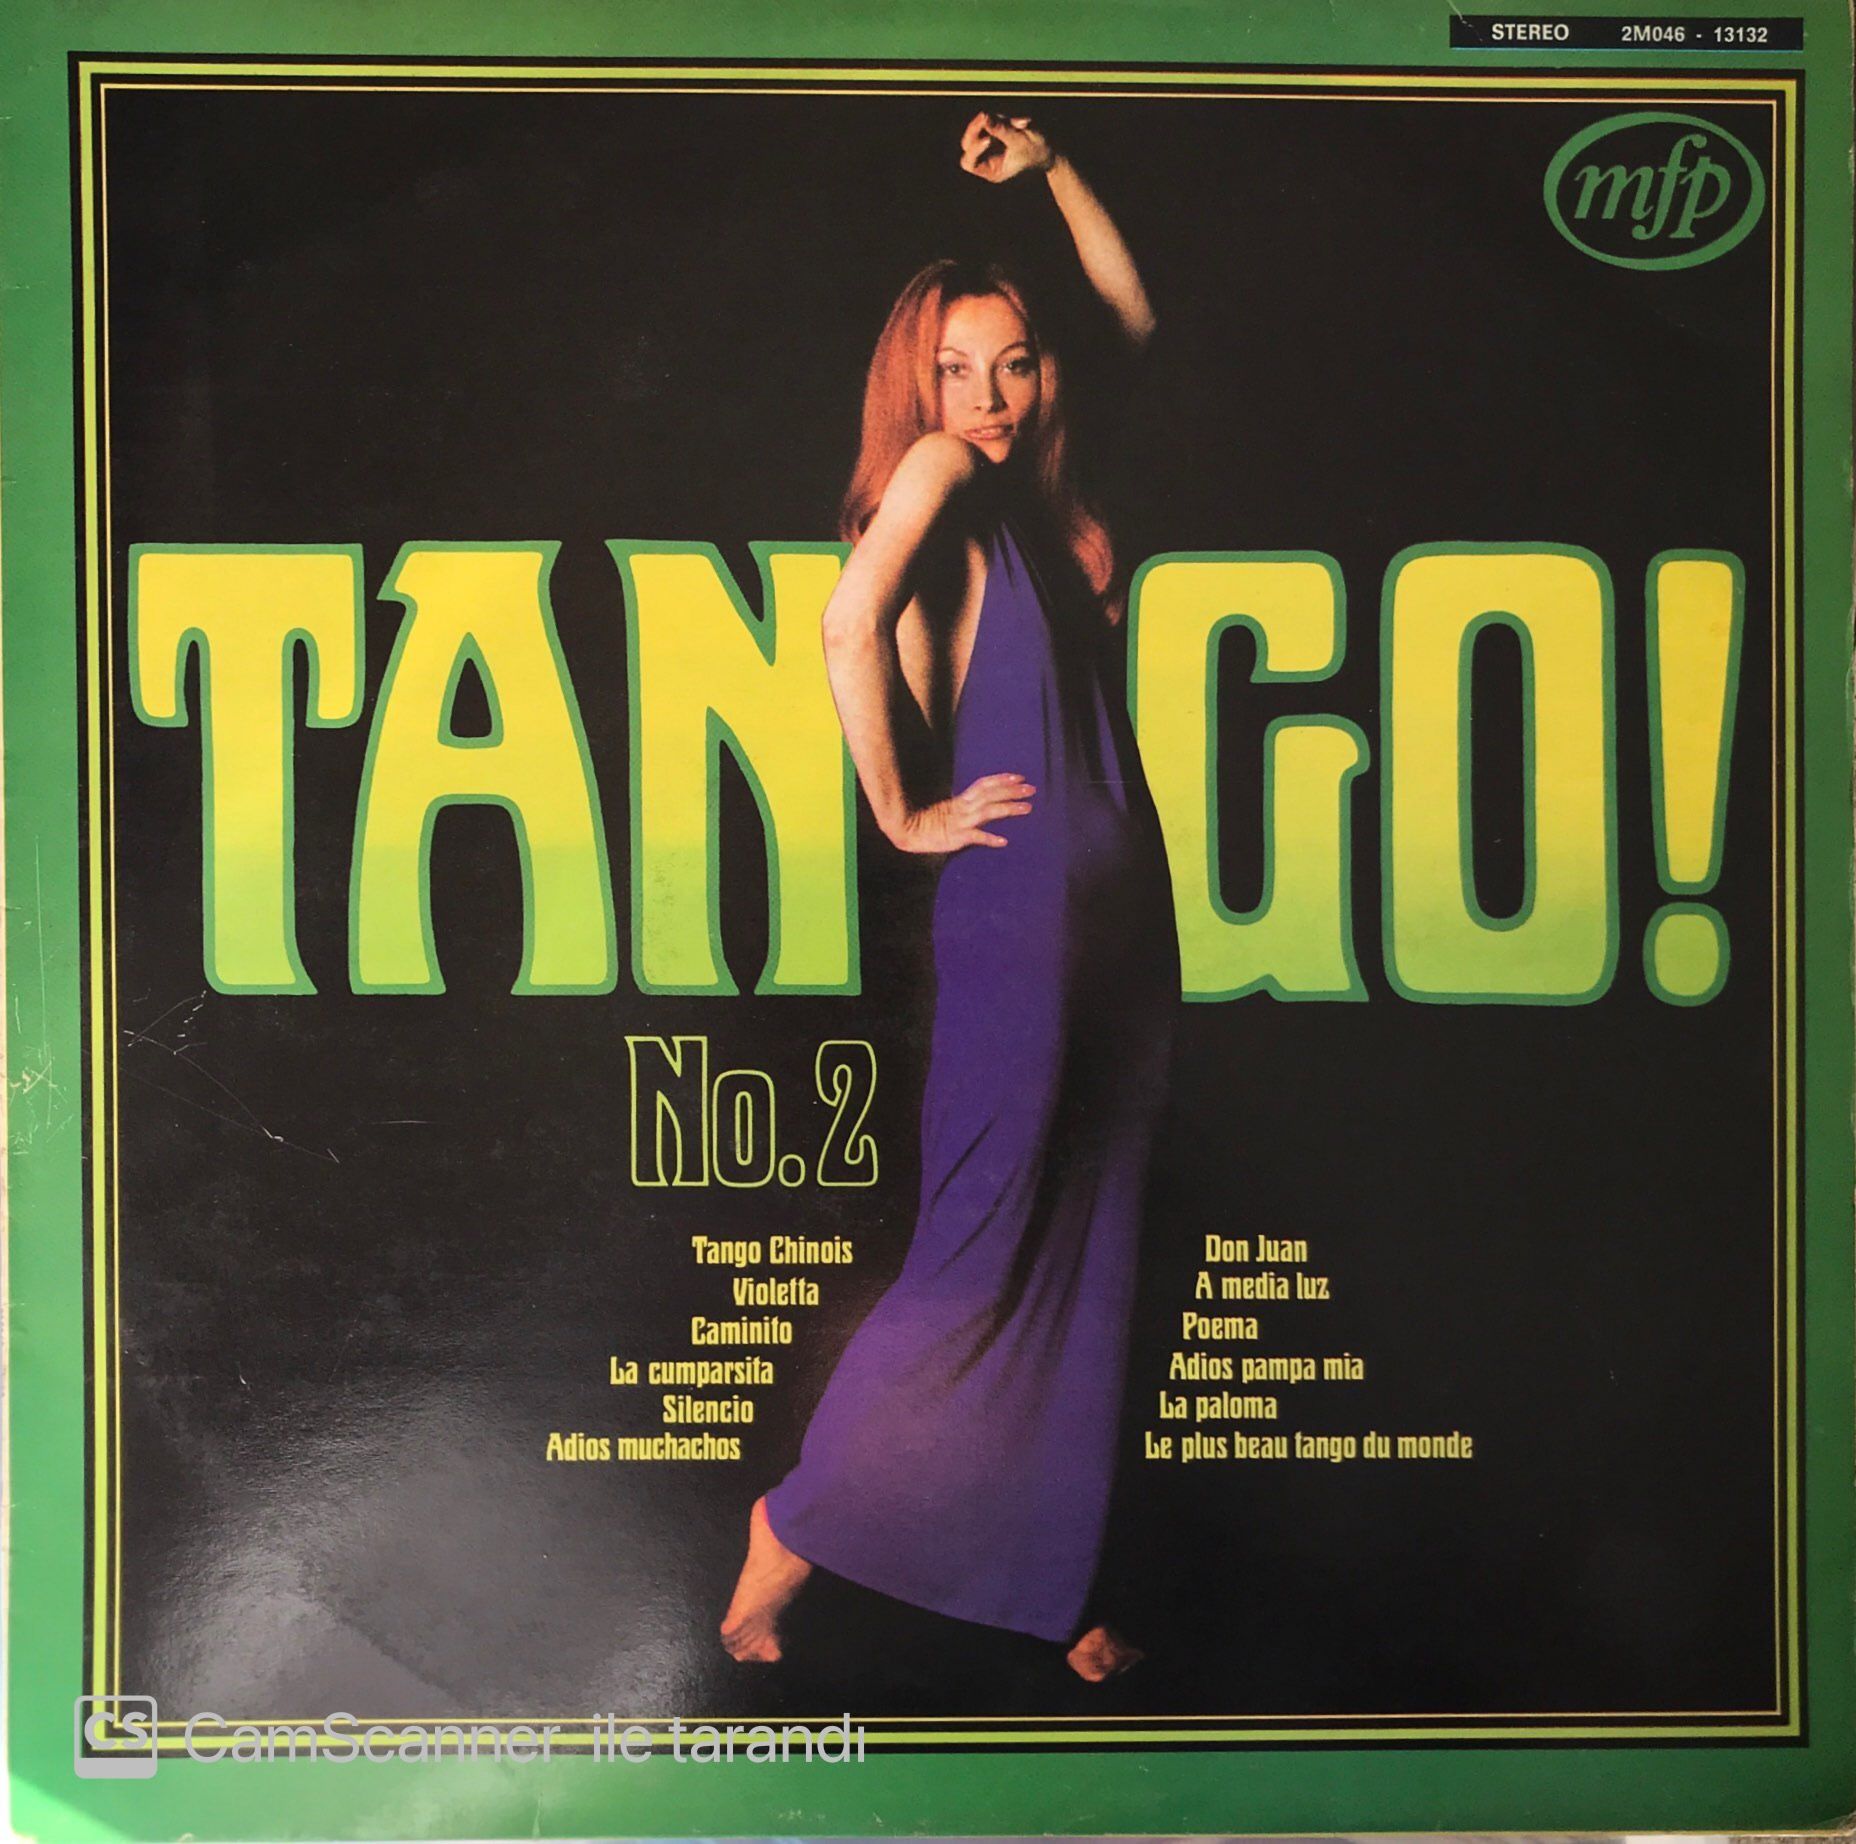 STEREO 2M046 - 13132
mfp
TANGO!
No.2
Tango Chinois
Violetta
Caminito
La cumparsita
Silencio
Adios muchachos
Don Juan
A media luz
Poema
Adios pampa mia
La paloma
Le plus beau tango du monde
CS CamScanner ile tarandı